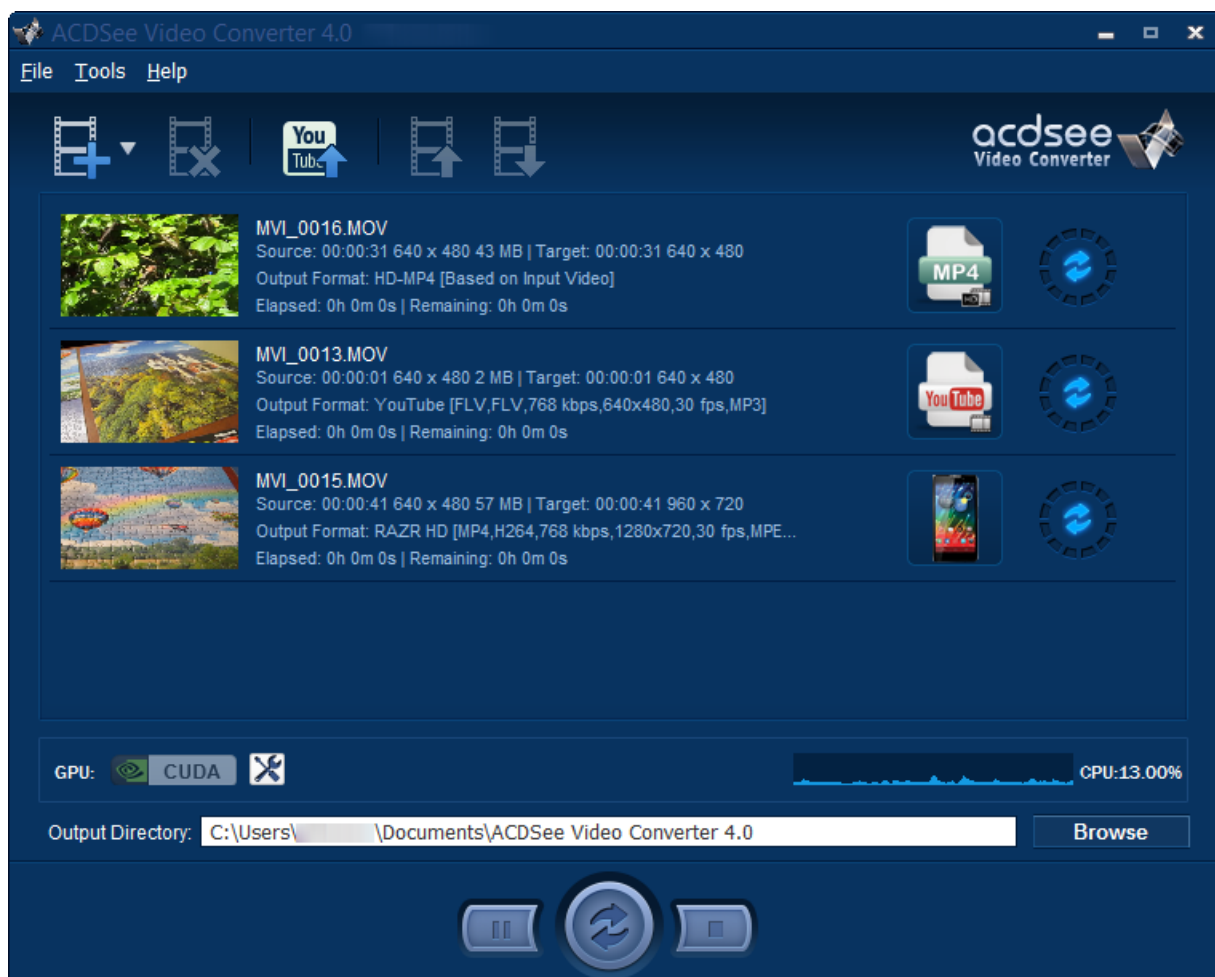 ACDSee Video Converter 4.0
File Tools Help
You
Tube
acdsee
Video Converter
MVI_0016.MOV
Source: 00:00:31 640 x 480 43 MB | Target: 00:00:31 640 x 480
Output Format: HD-MP4 [Based on Input Video]
Elapsed: 0h 0m 0s | Remaining: 0h 0m 0s
MP4
HD
MVI_0013.MOV
Source: 00:00:01 640 x 480 2 MB | Target: 00:00:01 640 x 480
Output Format: YouTube [FLV,FLV,768 kbps,640x480,30 fps,MP3]
Elapsed: 0h 0m 0s | Remaining: 0h 0m 0s
YouTube
MVI_0015.MOV
Source: 00:00:41 640 x 480 57 MB | Target: 00:00:41 960 x 720
Output Format: RAZR HD [MP4,H264,768 kbps,1280x720,30 fps,MPE...
Elapsed: 0h 0m 0s | Remaining: 0h 0m 0s
GPU: CUDA
CPU:13.00%
Output Directory: C:\Users\ \Documents\ACDSee Video Converter 4.0
Browse